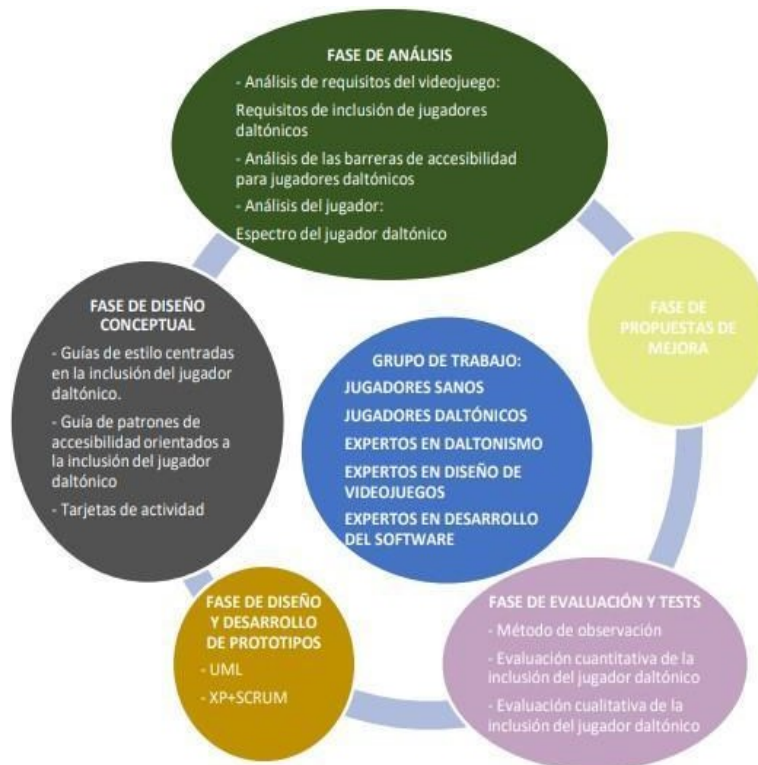 FASE DE ANÁLISIS
- Análisis de requisitos del videojuego:
Requisitos de inclusión de jugadores
daltónicos
- Análisis de las barreras de accesibilidad
para jugadores daltónicos
- Análisis del jugador:
Espectro del jugador daltónico
FASE DE
PROPUESTAS DE
MEJORA
FASE DE DISEÑO
CONCEPTUAL
- Guías de estilo centradas
en la inclusión del jugador
daltónico.
- Guía de patrones de
accesibilidad orientados a
la inclusión del jugador
daltónico
- Tarjetas de actividad
GRUPO DE TRABAJO:
JUGADORES SANOS
JUGADORES DALTÓNICOS
EXPERTOS EN DALTONISMO
EXPERTOS EN DISEÑO DE
VIDEOJUEGOS
EXPERTOS EN DESARROLLO
DEL SOFTWARE
FASE DE DISEÑO
Y DESARROLLO
DE PROTOTIPOS
- UML
- XP+SCRUM
FASE DE EVALUACIÓN Y TESTS
- Método de observación
- Evaluación cuantitativa de la
inclusión del jugador daltónico
- Evaluación cualitativa de la
inclusión del jugador daltónico